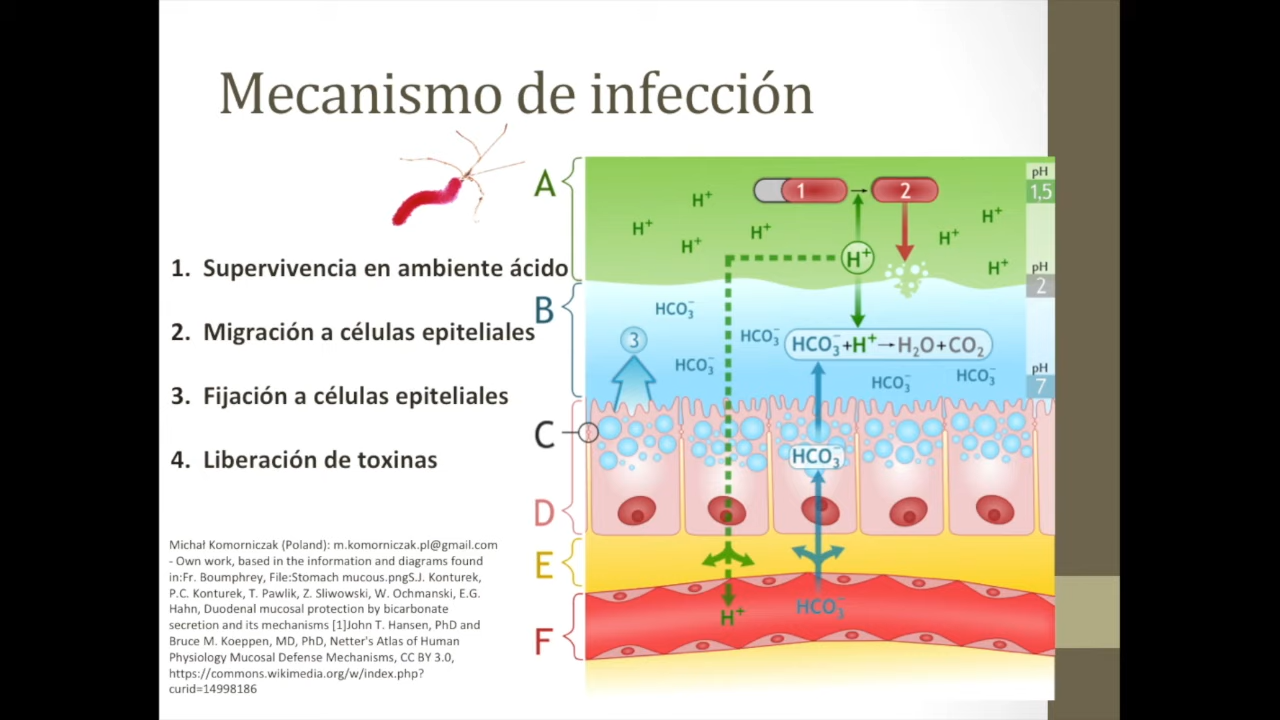 Mecanismo de infección
1. Supervivencia en ambiente ácido
2. Migración a células epiteliales
3. Fijación a células epiteliales
4. Liberación de toxinas
Michał Komorniczak (Poland): m.komorniczak.pl@gmail.com
- Own work, based in the information and diagrams found
in:Fr. Boumphrey, File:Stomach mucous.pngS.J. Konturek,
P.C. Konturek, T. Pawlik, Z. Sliwowski, W. Ochmanski, E.G.
Hahn, Duodenal mucosal protection by bicarbonate
secretion and its mechanisms [1]John T. Hansen, PhD and
Bruce M. Koeppen, MD, PhD, Netter's Atlas of Human
Physiology Mucosal Defense Mechanisms, CC BY 3.0,
https://commons.wikimedia.org/w/index.php?
curid=14998186
A
B
C
D
E
F
1
2
pH
1,5
H⁺
H⁺
H⁺
H⁺
H⁺
H⁺
H⁺
H⁺
pH
2
HCO₃⁻
3
HCO₃⁻
HCO₃⁻+H⁺→H₂O+CO₂
HCO₃⁻
HCO₃⁻
HCO₃⁻
pH
7
HCO₃⁻
H⁺
HCO₃⁻